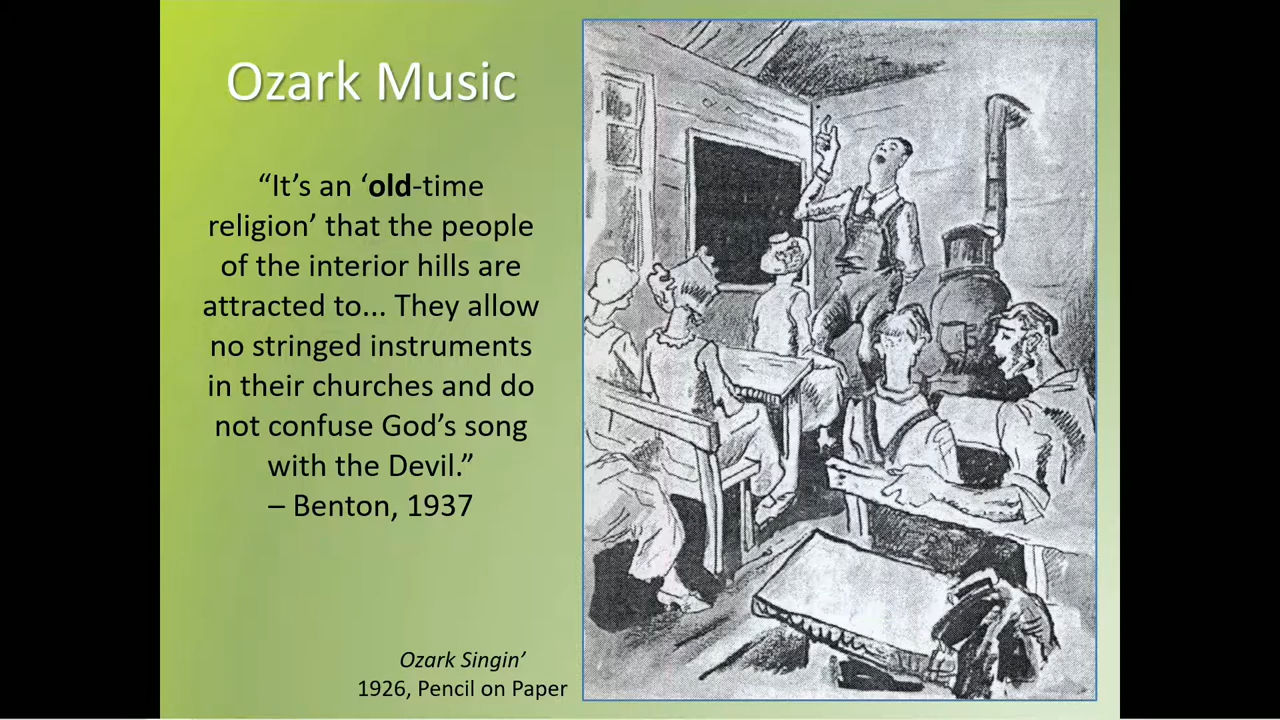 Ozark Music
“It’s an ‘old-time
religion’ that the people
of the interior hills are
attracted to... They allow
no stringed instruments
in their churches and do
not confuse God’s song
with the Devil.”
– Benton, 1937
Ozark Singin’
1926, Pencil on Paper